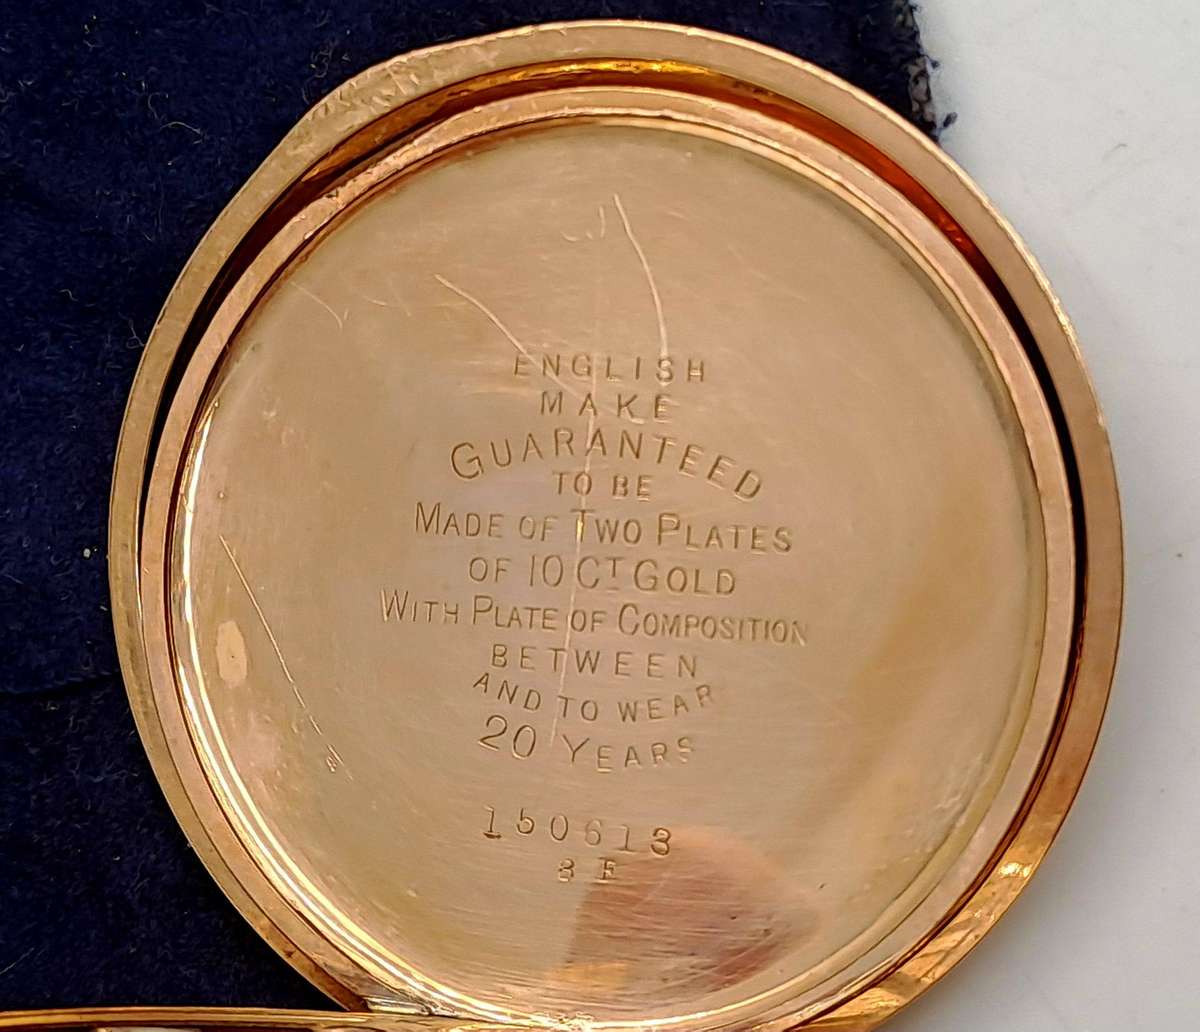 ENGLISH
MAKE
GUARANTEED
TO BE
MADE OF TWO PLATES
OF 10 CT GOLD
WITH PLATE OF COMPOSITION
BETWEEN
AND TO WEAR
20 YEARS
150613